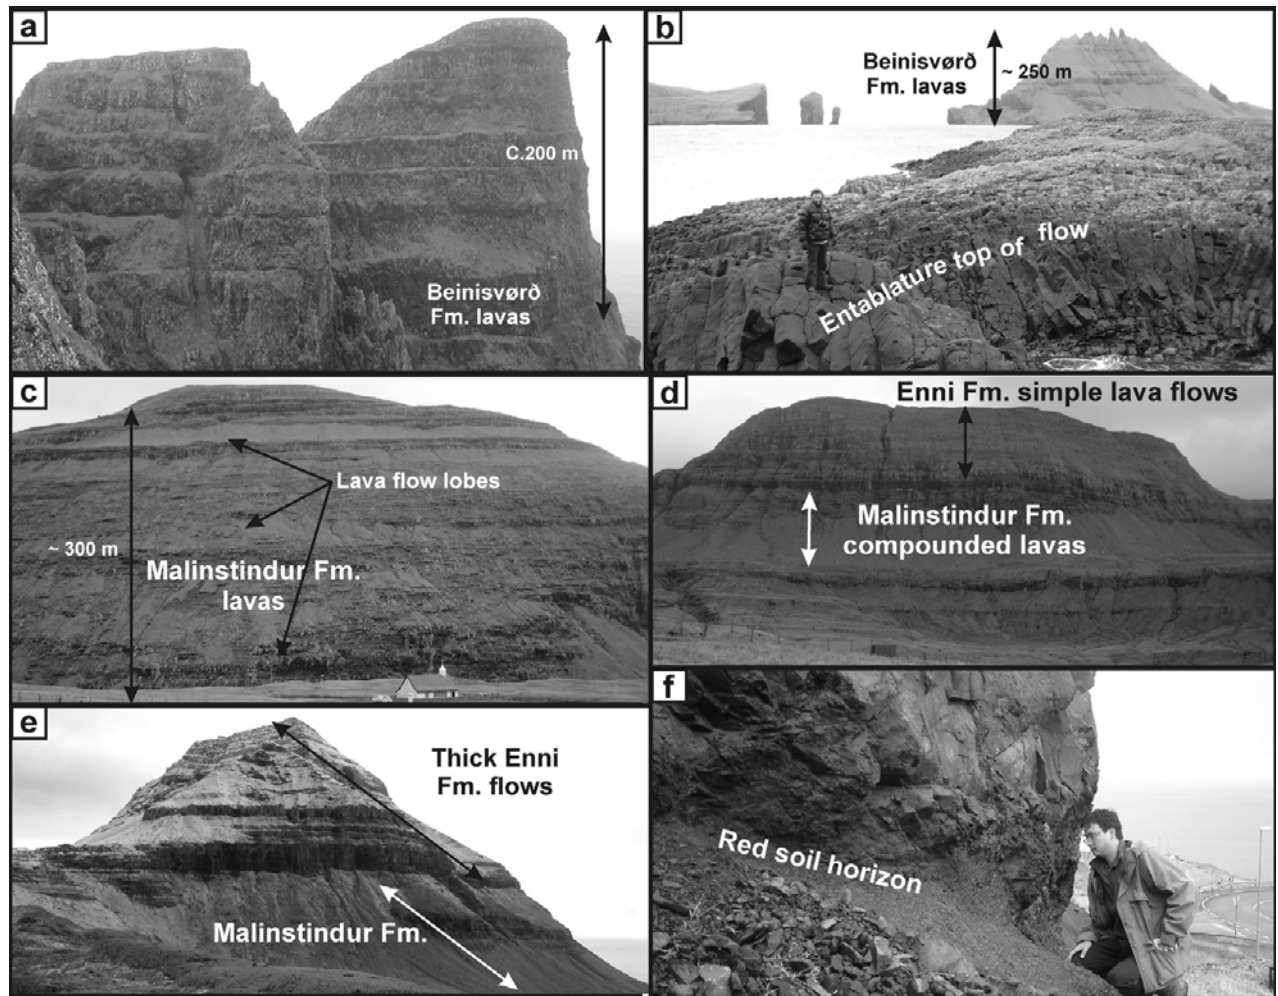 a
C.200 m
Beinisvørð
Fm. lavas
b
Beinisvørð
Fm. lavas
~ 250 m
Entablature top of flow
c
Lava flow lobes
~ 300 m
Malinstindur Fm.
lavas
d
Enni Fm. simple lava flows
Malinstindur Fm.
compounded lavas
e
Thick Enni
Fm. flows
Malinstindur Fm.
f
Red soil horizon